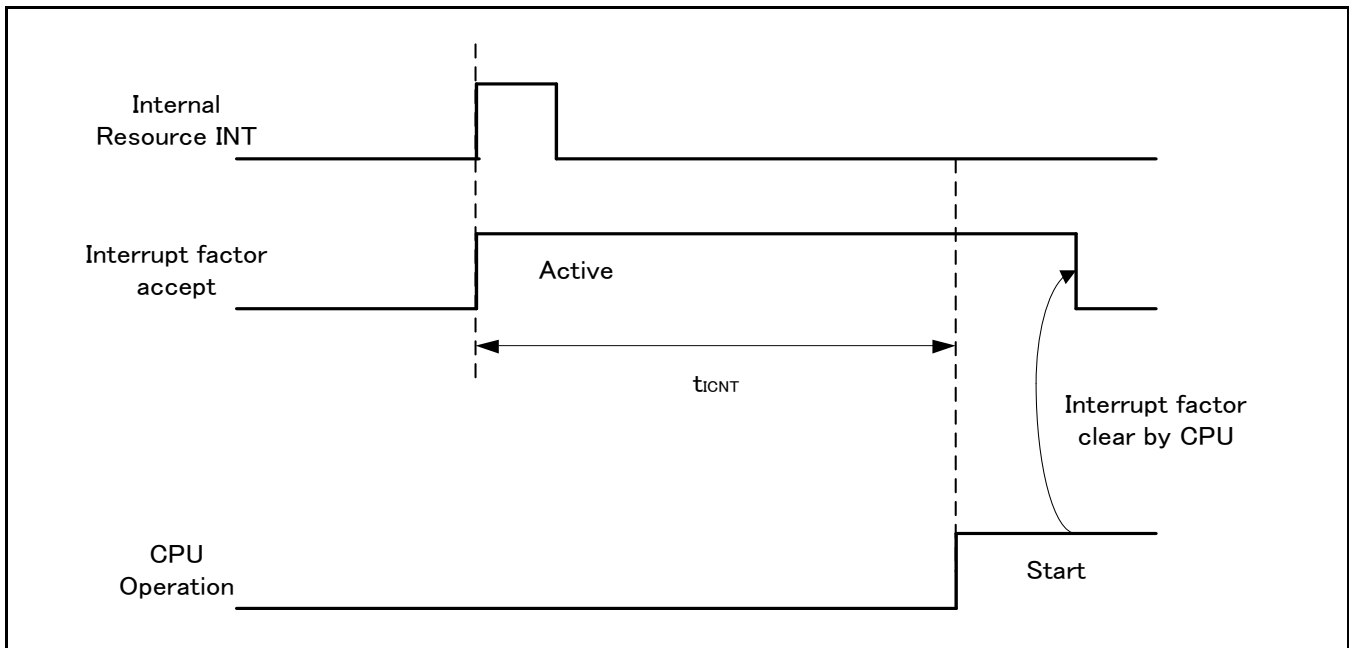 Internal
Resource INT
Interrupt factor
accept
Active
tICNT
Interrupt factor
clear by CPU
CPU
Operation
Start